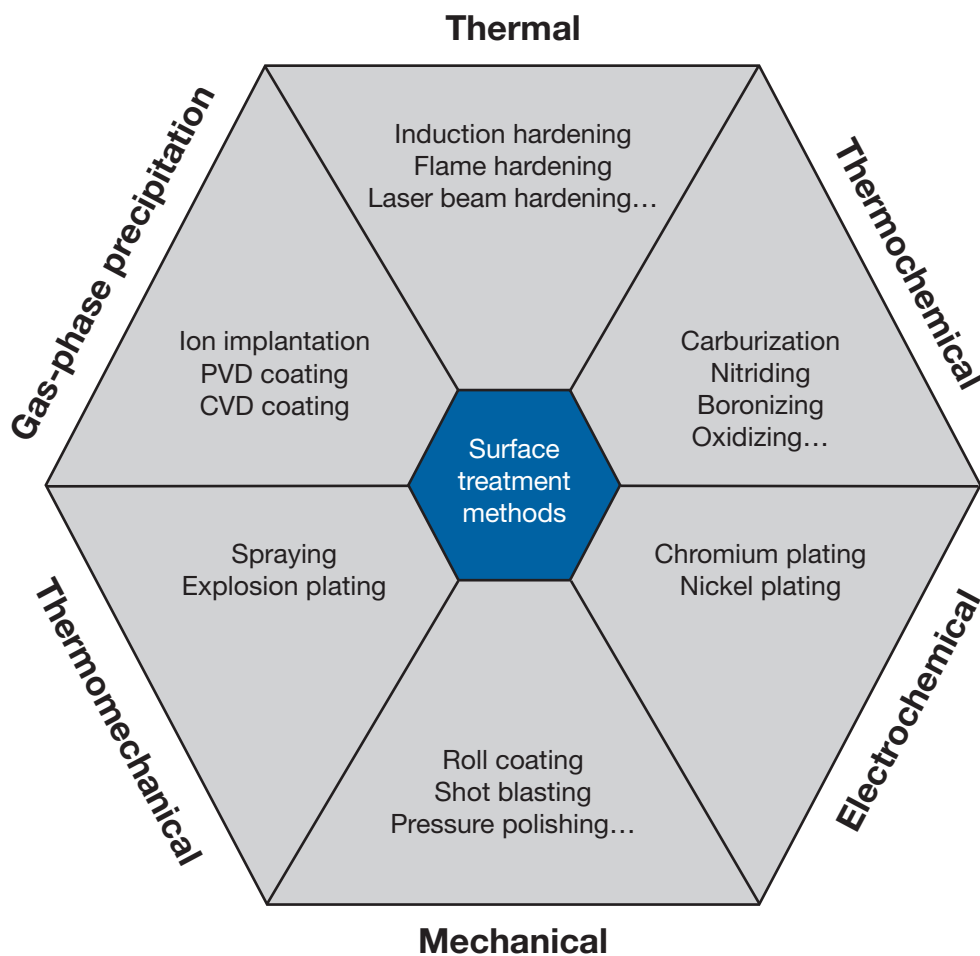 Thermal
Induction hardening
Flame hardening
Laser beam hardening…
Gas-phase precipitation
Ion implantation
PVD coating
CVD coating
Thermochemical
Carburization
Nitriding
Boronizing
Oxidizing…
Surface
treatment
methods
Thermomechanical
Spraying
Explosion plating
Electrochemical
Chromium plating
Nickel plating
Roll coating
Shot blasting
Pressure polishing…
Mechanical